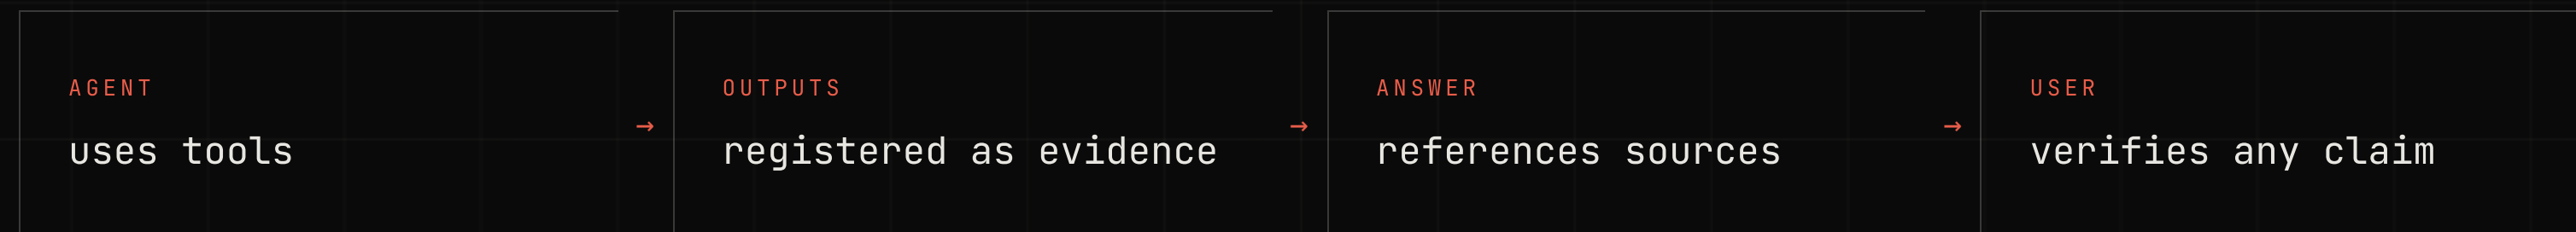 AGENT
uses tools
→
OUTPUTS
registered as evidence
→
ANSWER
references sources
→
USER
verifies any claim